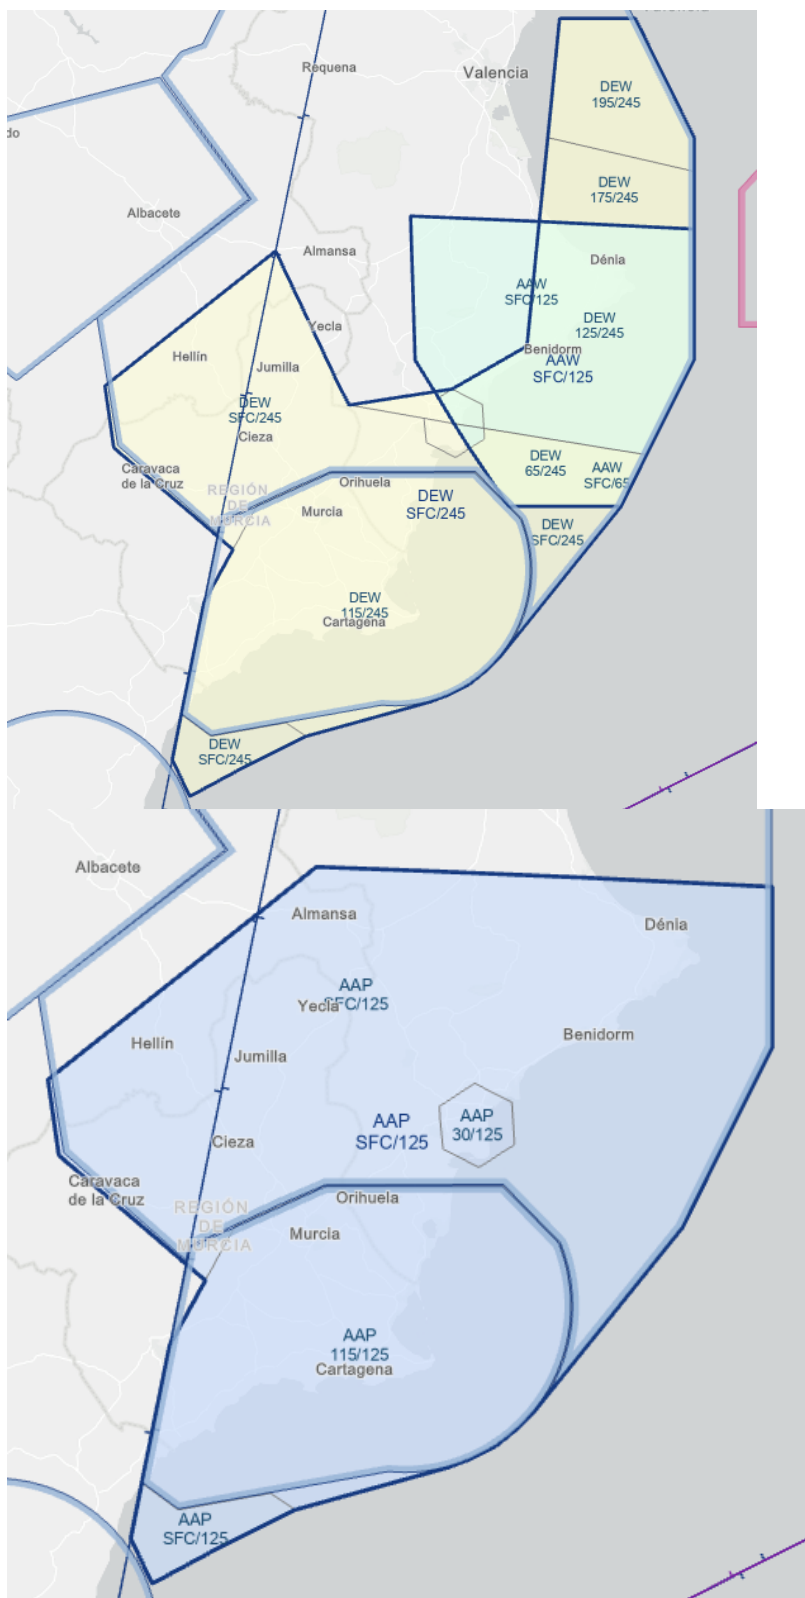 Valencia
Requena
Valencia
DEW
195/245
do
DEW
175/245
Albacete
Almansa
Dénia
AAW
SFC/125
DEW
125/245
Yecla
Hellín
Jumilla
Benidorm
AAW
SFC/125
DEW
SFC/245
Cieza
DEW
65/245
AAW
SFC/65
Caravaca
de la Cruz
REGIÓN
DE
MURCIA
Orihuela
Murcia
DEW
SFC/245
DEW
SFC/245
DEW
115/245
Cartagena
DEW
SFC/245
Albacete
Almansa
Dénia
AAP
SFC/125
Yecla
Hellín
Jumilla
Benidorm
AAP
SFC/125
AAP
30/125
Cieza
Caravaca
de la Cruz
REGIÓN
DE
MURCIA
Orihuela
Murcia
AAP
115/125
Cartagena
AAP
SFC/125